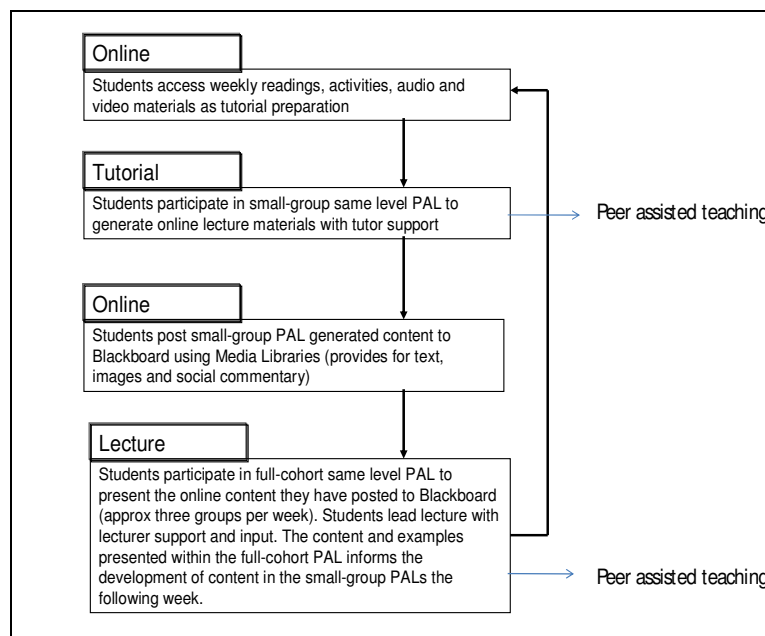 Online
Students access weekly readings, activities, audio and
video materials as tutorial preparation
Tutorial
Students participate in small-group same level PAL to
generate online lecture materials with tutor support
Peer assisted teaching
Online
Students post small-group PAL generated content to
Blackboard using Media Libraries (provides for text,
images and social commentary)
Lecture
Students participate in full-cohort same level PAL to
present the online content they have posted to Blackboard
(approx three groups per week). Students lead lecture with
lecturer support and input. The content and examples
presented within the full-cohort PAL informs the
development of content in the small-group PALs the
following week.
Peer assisted teaching